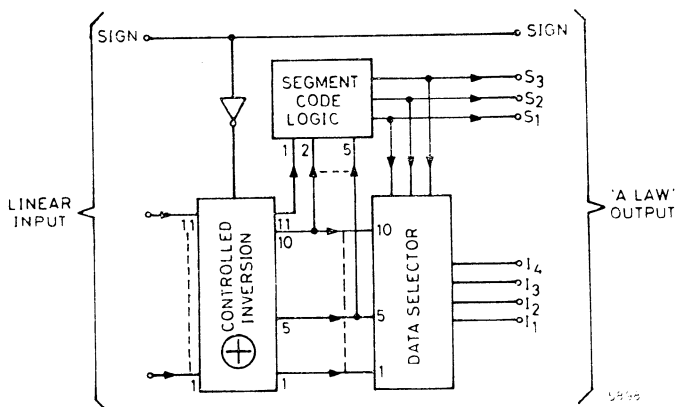 SIGN
SIGN
SEGMENT
CODE
LOGIC
S3
S2
S1
1 2 5
LINEAR
INPUT
11
11
10
5
1
1
CONTROLLED
INVERSION
10
5
1
DATA SELECTOR
'A LAW'
OUTPUT
I4
I3
I2
I1